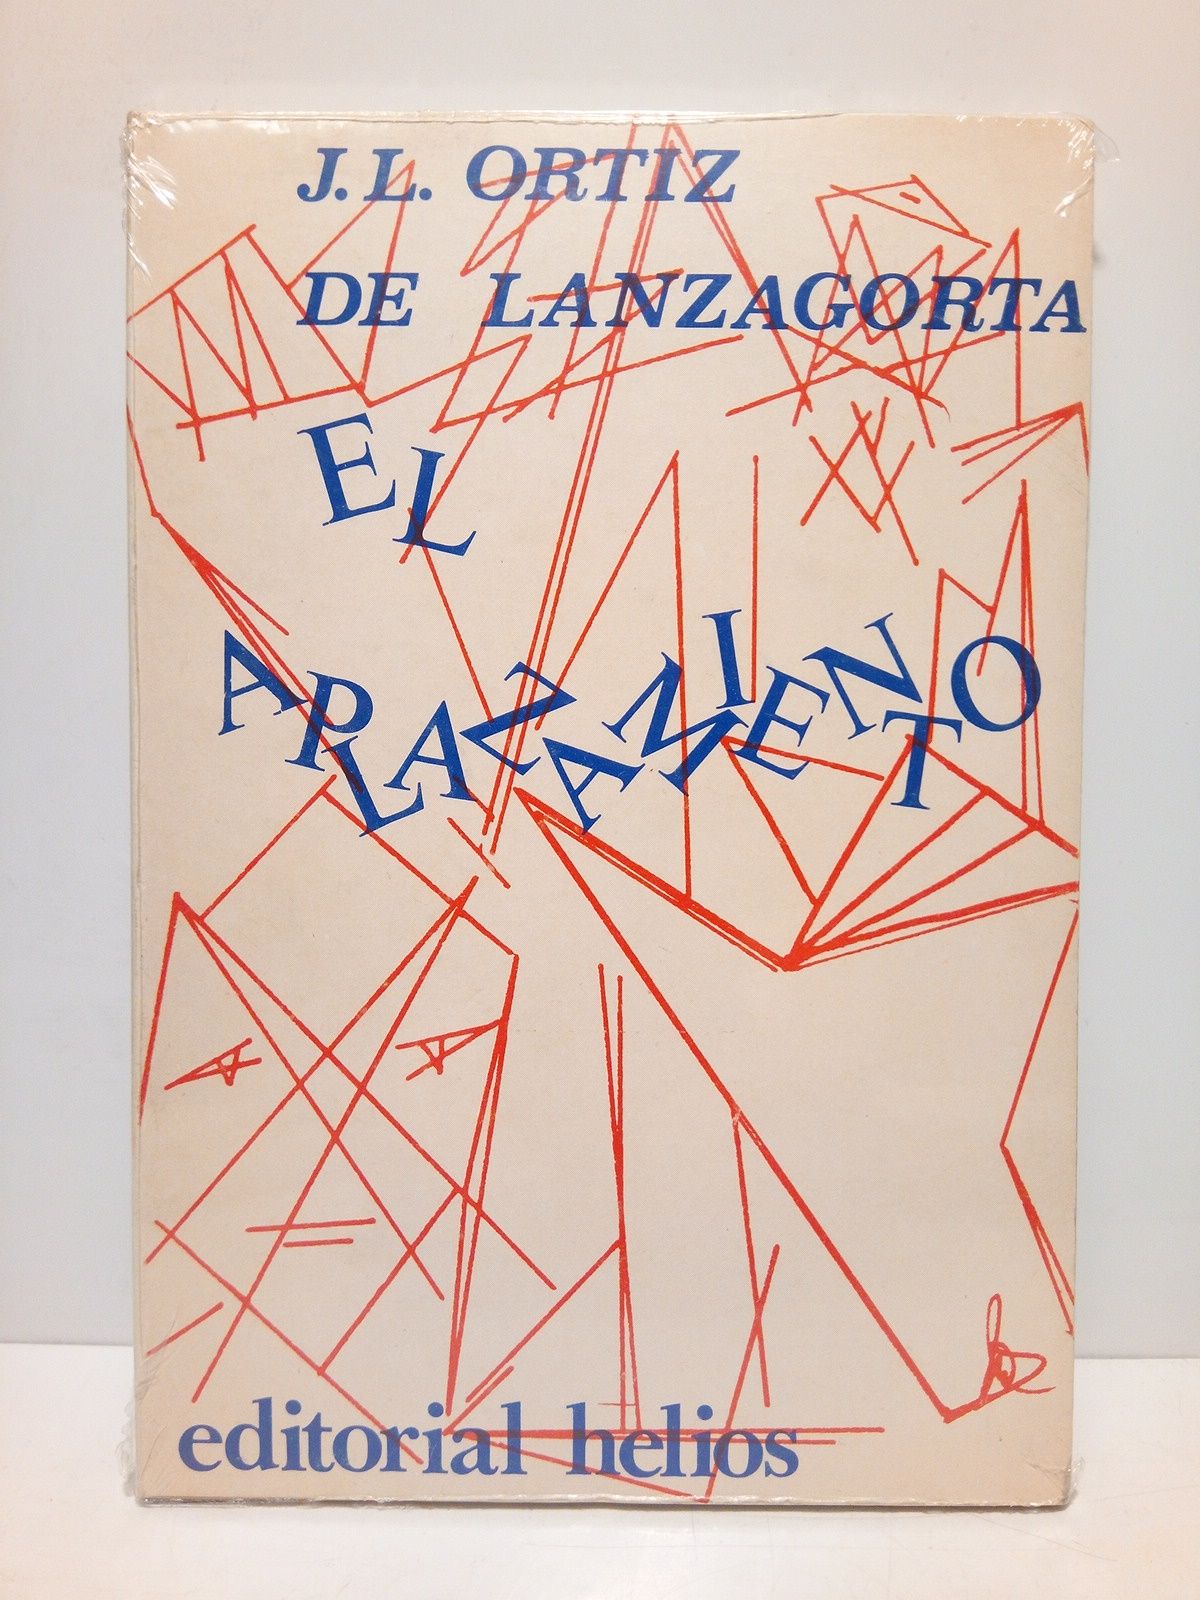 J. L. ORTIZ
DE LANZAGORTA
EL
APLAZAMIENTO
editorial helios